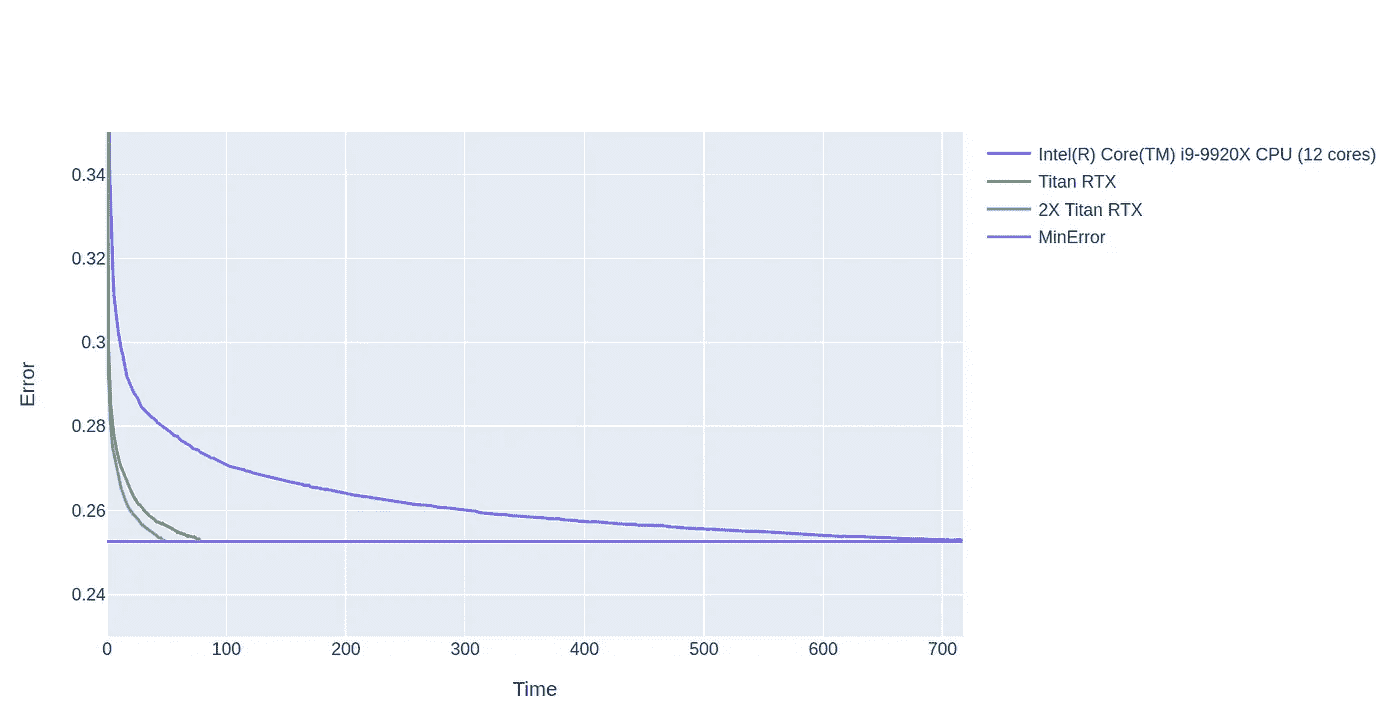 Intel(R) Core(TM) i9-9920X CPU (12 cores)
Titan RTX
2X Titan RTX
MinError
0.34
0.32
0.3
0.28
0.26
0.24
Error
0 100 200 300 400 500 600 700
Time